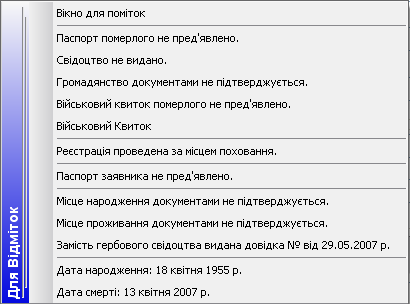 Вікно для поміток
Паспорт померлого не пред'явлено.
Свідоцтво не видано.
Громадянство документами не підтверджується.
Військовий квиток померлого не пред'явлено.
Військовий Квиток
Реєстрація проведена за місцем поховання.
Паспорт заявника не пред'явлено.
Місце народження документами не підтверджується.
Місце проживання документами не підтверджується.
Замість гербового свідоцтва видана довідка № від 29.05.2007 р.
Дата народження: 18 квітня 1955 р.
Дата смерті: 13 квітня 2007 р.
Для Відміток